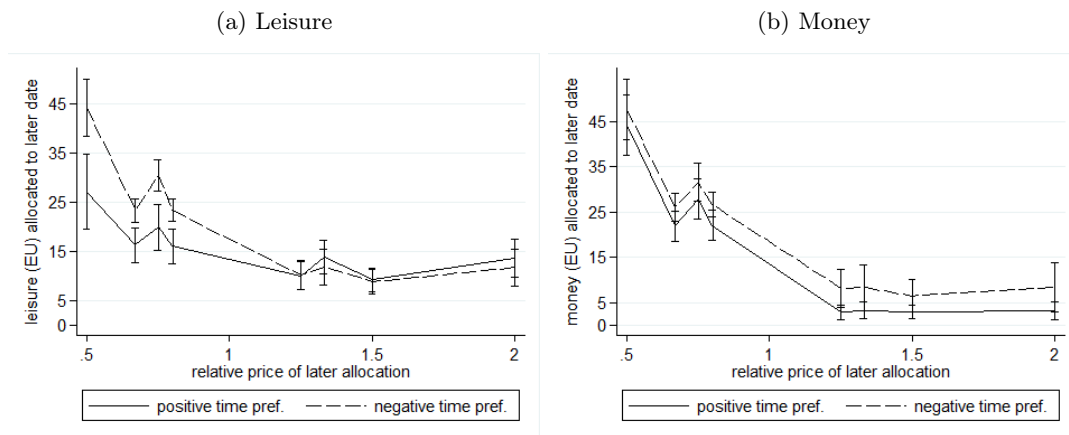 (a) Leisure
leisure (EU) allocated to later date
45
35
25
15
5
0
.5 1 1.5 2
relative price of later allocation
positive time pref. negative time pref.
(b) Money
money (EU) allocated to later date
45
35
25
15
5
0
.5 1 1.5 2
relative price of later allocation
positive time pref. negative time pref.